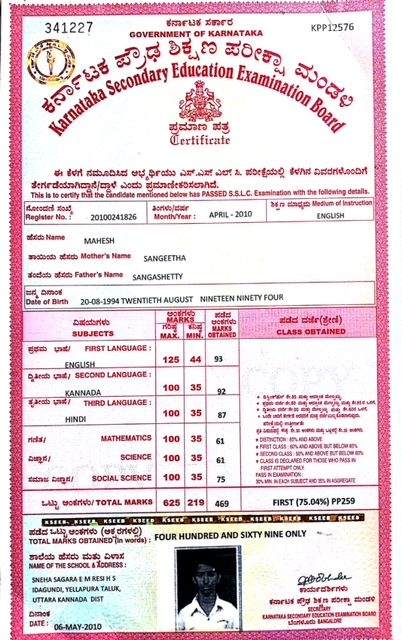 ಕರ್ನಾಟಕ ಸರ್ಕಾರ
341227
KPP12576
GOVERNMENT OF KARNATAKA
ಕರ್ನಾಟಕ ಪ್ರೌಢ ಶಿಕ್ಷಣ ಪರೀಕ್ಷಾ ಮಂಡಳಿ
Karnataka Secondary Education Examination Board
ಪ್ರಮಾಣ ಪತ್ರ
Certificate
ಈ ಕೆಳಗೆ ನಮೂದಿಸಿದ ಅಭ್ಯರ್ಥಿಯು ಎಸ್.ಎಸ್ ಎಲ್ ಸಿ. ಪರೀಕ್ಷೆಯಲ್ಲಿ ಕೆಳಗಿನ ವಿವರಗಳೊಂದಿಗೆ
ತೇರ್ಗಡೆಯಾಗಿದ್ದಾನೆ/ದ್ದಾಳೆ ಎಂದು ಪ್ರಮಾಣೀಕರಿಸಲಾಗಿದೆ.
This is to certify that the candidate mentioned below has PASSED S.S.L.C. Examination with the following details.
ನೋಂದಣಿ ಸಂಖ್ಯೆ ತಿಂಗಳು/ವರ್ಷ ಶಿಕ್ಷಣ ಮಾಧ್ಯಮ Medium of Instruction
Register No. : 20100241826 Month/Year : APRIL - 2010 ENGLISH
ಹೆಸರು Name
MAHESH
ತಾಯಿಯ ಹೆಸರು Mother's Name
SANGEETHA
ತಂದೆಯ ಹೆಸರು Father's Name
SANGASHETTY
ಜನ್ಮ ದಿನಾಂಕ
Date of Birth 20-08-1994 TWENTIETH AUGUST NINETEEN NINETY FOUR
ವಿಷಯಗಳು
SUBJECTS
ಅಂಕಗಳು
MARKS
ಗರಿಷ್ಠ ಕನಿಷ್ಠ
MAX. MIN.
ಪಡೆದ
ಅಂಕಗಳು
MARKS
OBTAINED
ಪಡೆದ ದರ್ಜೆ(ಶ್ರೇಣಿ)
CLASS OBTAINED
ಪ್ರಥಮ ಭಾಷೆ/ FIRST LANGUAGE : 125 44 93
ENGLISH
ದ್ವಿತೀಯ ಭಾಷೆ/ SECOND LANGUAGE : 100 35 92
KANNADA
ತೃತೀಯ ಭಾಷೆ/ THIRD LANGUAGE : 100 35 87
HINDI
ಗಣಿತ/ MATHEMATICS 100 35 61
ವಿಜ್ಞಾನ/ SCIENCE 100 35 61
ಸಮಾಜ ವಿಜ್ಞಾನ/ SOCIAL SCIENCE 100 35 75
DISTINCTION : 85% AND ABOVE
FIRST CLASS : 60% AND ABOVE BUT BELOW 85%
SECOND CLASS : 50% AND ABOVE BUT BELOW 60%
CLASS IS DECLARED FOR THOSE WHO PASS IN
FIRST ATTEMPT ONLY.
PASS IN EXAMINATION :
30% MIN. IN EACH SUBJECT AND 35% IN AGGREGATE
ಒಟ್ಟು ಅಂಕಗಳು/ TOTAL MARKS 625 219 469 FIRST (75.04%) PP259
KSEEB KSEEB KSEEB KSEEB KSEEB KSEEB KSEEB
ಪಡೆದ ಒಟ್ಟು ಅಂಕಗಳು (ಅಕ್ಷರಗಳಲ್ಲಿ)
TOTAL MARKS OBTAINED (in words) : FOUR HUNDRED AND SIXTY NINE ONLY
ಶಾಲೆಯ ಹೆಸರು ಮತ್ತು ವಿಳಾಸ
NAME OF THE SCHOOL & ADDRESS :
SNEHA SAGARA E M RESI H S
IDAGUNDI, YELLAPURA TALUK,
UTTARA KANNADA DIST
ದಿನಾಂಕ
DATE : 06-MAY-2010
ಕಾರ್ಯದರ್ಶಿಗಳು
ಕರ್ನಾಟಕ ಪ್ರೌಢ ಶಿಕ್ಷಣ ಪರೀಕ್ಷಾ ಮಂಡಳಿ
SECRETARY
KARNATAKA SECONDARY EDUCATION EXAMINATION BOARD
ಬೆಂಗಳೂರು BANGALORE